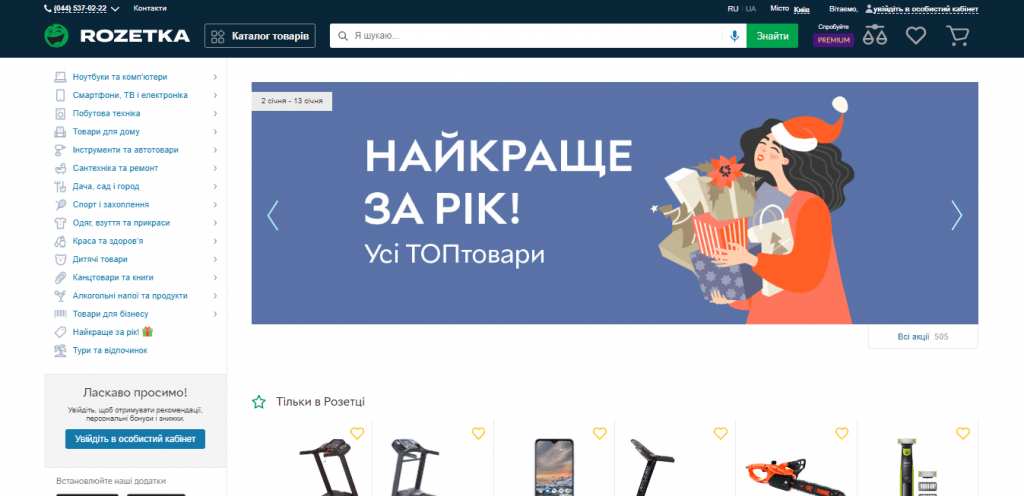 (044) 537-02-22 Контакти RU | UA Місто Київ Вітаємо, увійдіть в особистий кабінет
ROZETKA Каталог товарів Я шукаю... Знайти Спробуйте PREMIUM
Ноутбуки та комп'ютери
Смартфони, ТВ і електроніка
Побутова техніка
Товари для дому
Інструменти та автотовари
Сантехніка та ремонт
Дача, сад і город
Спорт і захоплення
Одяг, взуття та прикраси
Краса та здоров'я
Дитячі товари
Канцтовари та книги
Алкогольні напої та продукти
Товари для бізнесу
Найкраще за рік!
Тури та відпочинок
Ласкаво просимо!
Увійдіть, щоб отримувати рекомендації,
персональні бонуси і знижки.
Увійдіть в особистий кабінет
Встановлюйте наші додатки
2 січня - 13 січня
НАЙКРАЩЕ
ЗА РІК!
Усі ТОПтовари
Всі акції 505
Тільки в Розетці